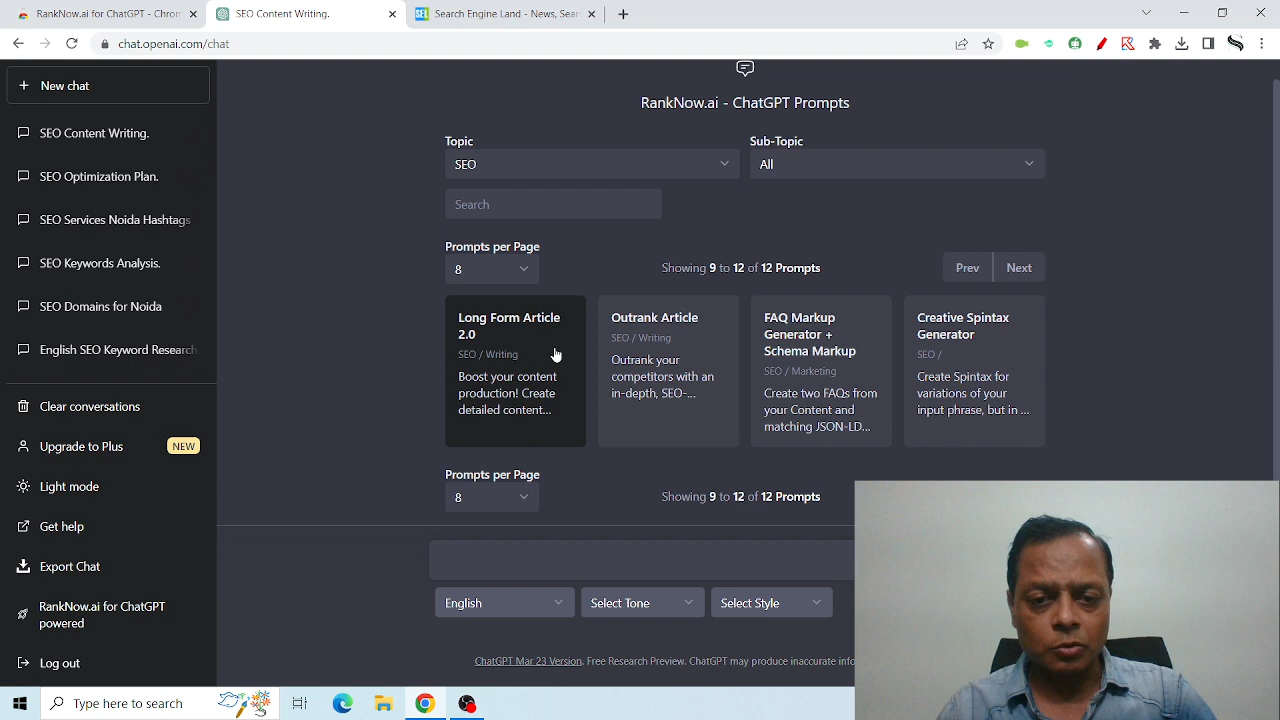 RankNow.ai for ChatGPT - Chrom
SEO Content Writing.
SEL
Search Engine Land - News, Sear
chat.openai.com/chat
New chat
SEO Content Writing.
SEO Optimization Plan.
SEO Services Noida Hashtags
SEO Keywords Analysis.
SEO Domains for Noida
English SEO Keyword Research
Clear conversations
Upgrade to Plus
NEW
Light mode
Get help
Export Chat
RankNow.ai for ChatGPT
powered
Log out
RankNow.ai - ChatGPT Prompts
Topic
Sub-Topic
SEO
All
Search
Prompts per Page
8
Showing 9 to 12 of 12 Prompts
Prev
Next
Long Form Article
2.0
SEO / Writing
Boost your content
production! Create
detailed content...
Outrank Article
SEO / Writing
Outrank your
competitors with an
in-depth, SEO-...
FAQ Markup
Generator +
Schema Markup
SEO / Marketing
Create two FAQs from
your Content and
matching JSON-LD...
Creative Spintax
Generator
SEO /
Create Spintax for
variations of your
input phrase, but in ...
Prompts per Page
8
Showing 9 to 12 of 12 Prompts
English
Select Tone
Select Style
ChatGPT Mar 23 Version. Free Research Preview. ChatGPT may produce inaccurate info
Type here to search